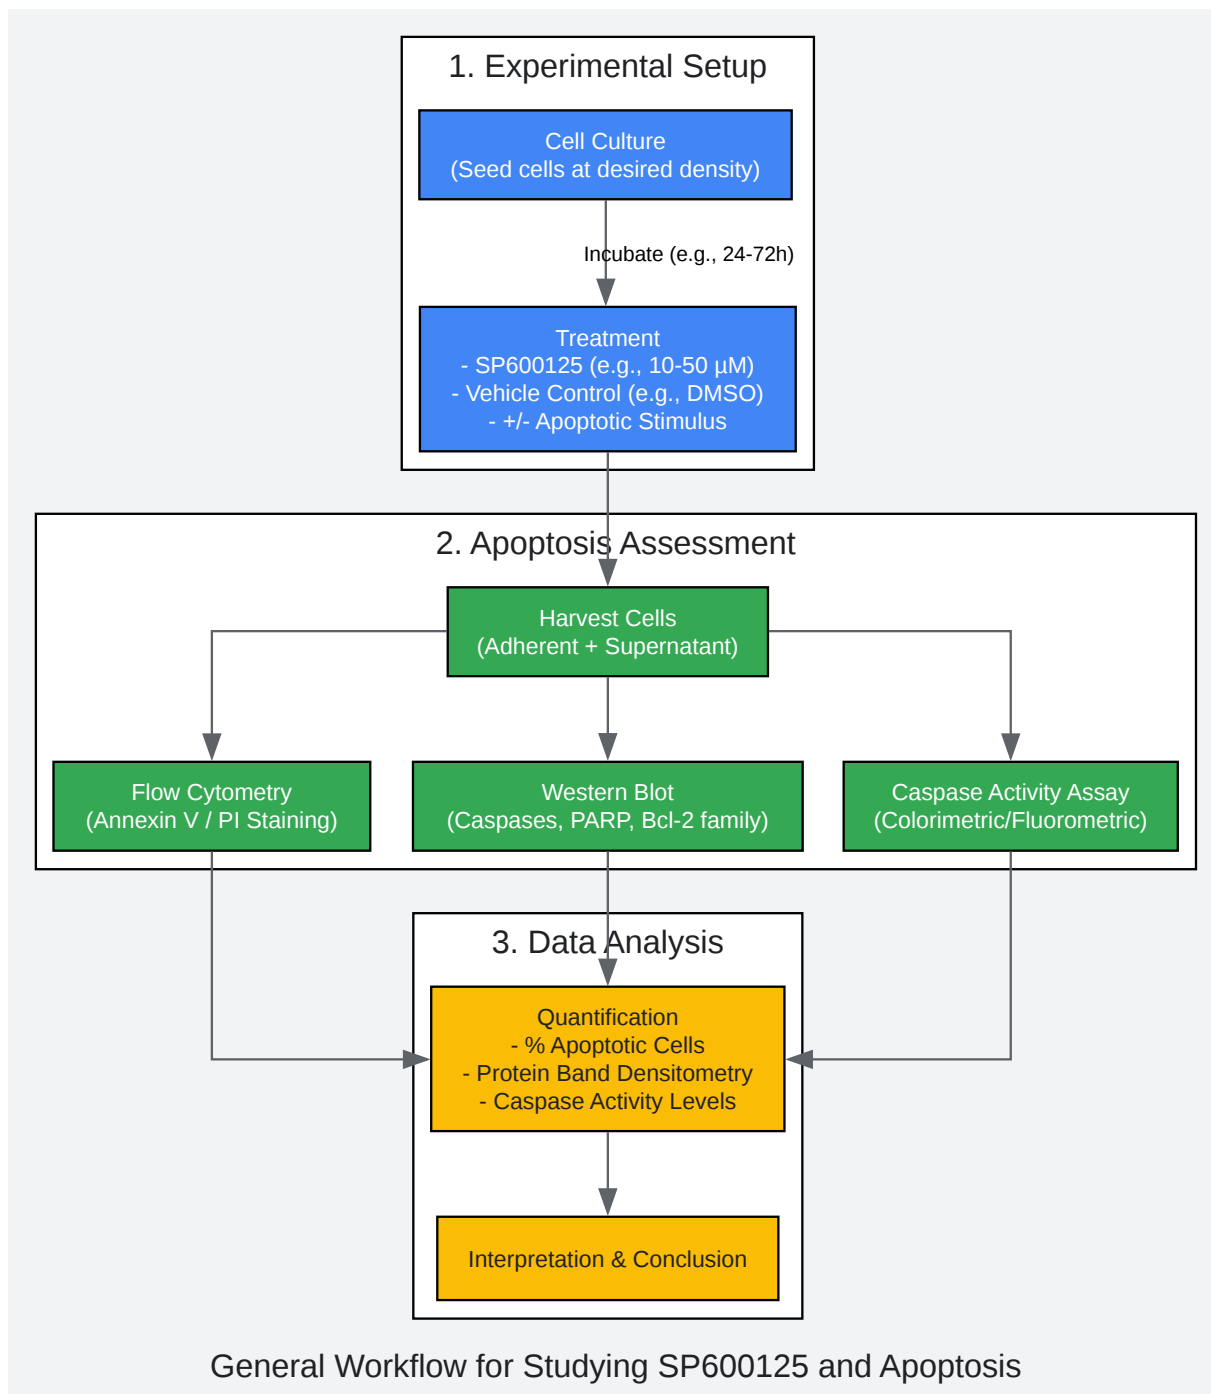 1. Experimental Setup
Cell Culture
(Seed cells at desired density)
Incubate (e.g., 24-72h)
Treatment
- SP600125 (e.g., 10-50 µM)
- Vehicle Control (e.g., DMSO)
- +/- Apoptotic Stimulus
2. Apoptosis Assessment
Harvest Cells
(Adherent + Supernatant)
Flow Cytometry
(Annexin V / PI Staining)
Western Blot
(Caspases, PARP, Bcl-2 family)
Caspase Activity Assay
(Colorimetric/Fluorometric)
3. Data Analysis
Quantification
- % Apoptotic Cells
- Protein Band Densitometry
- Caspase Activity Levels
Interpretation & Conclusion
General Workflow for Studying SP600125 and Apoptosis